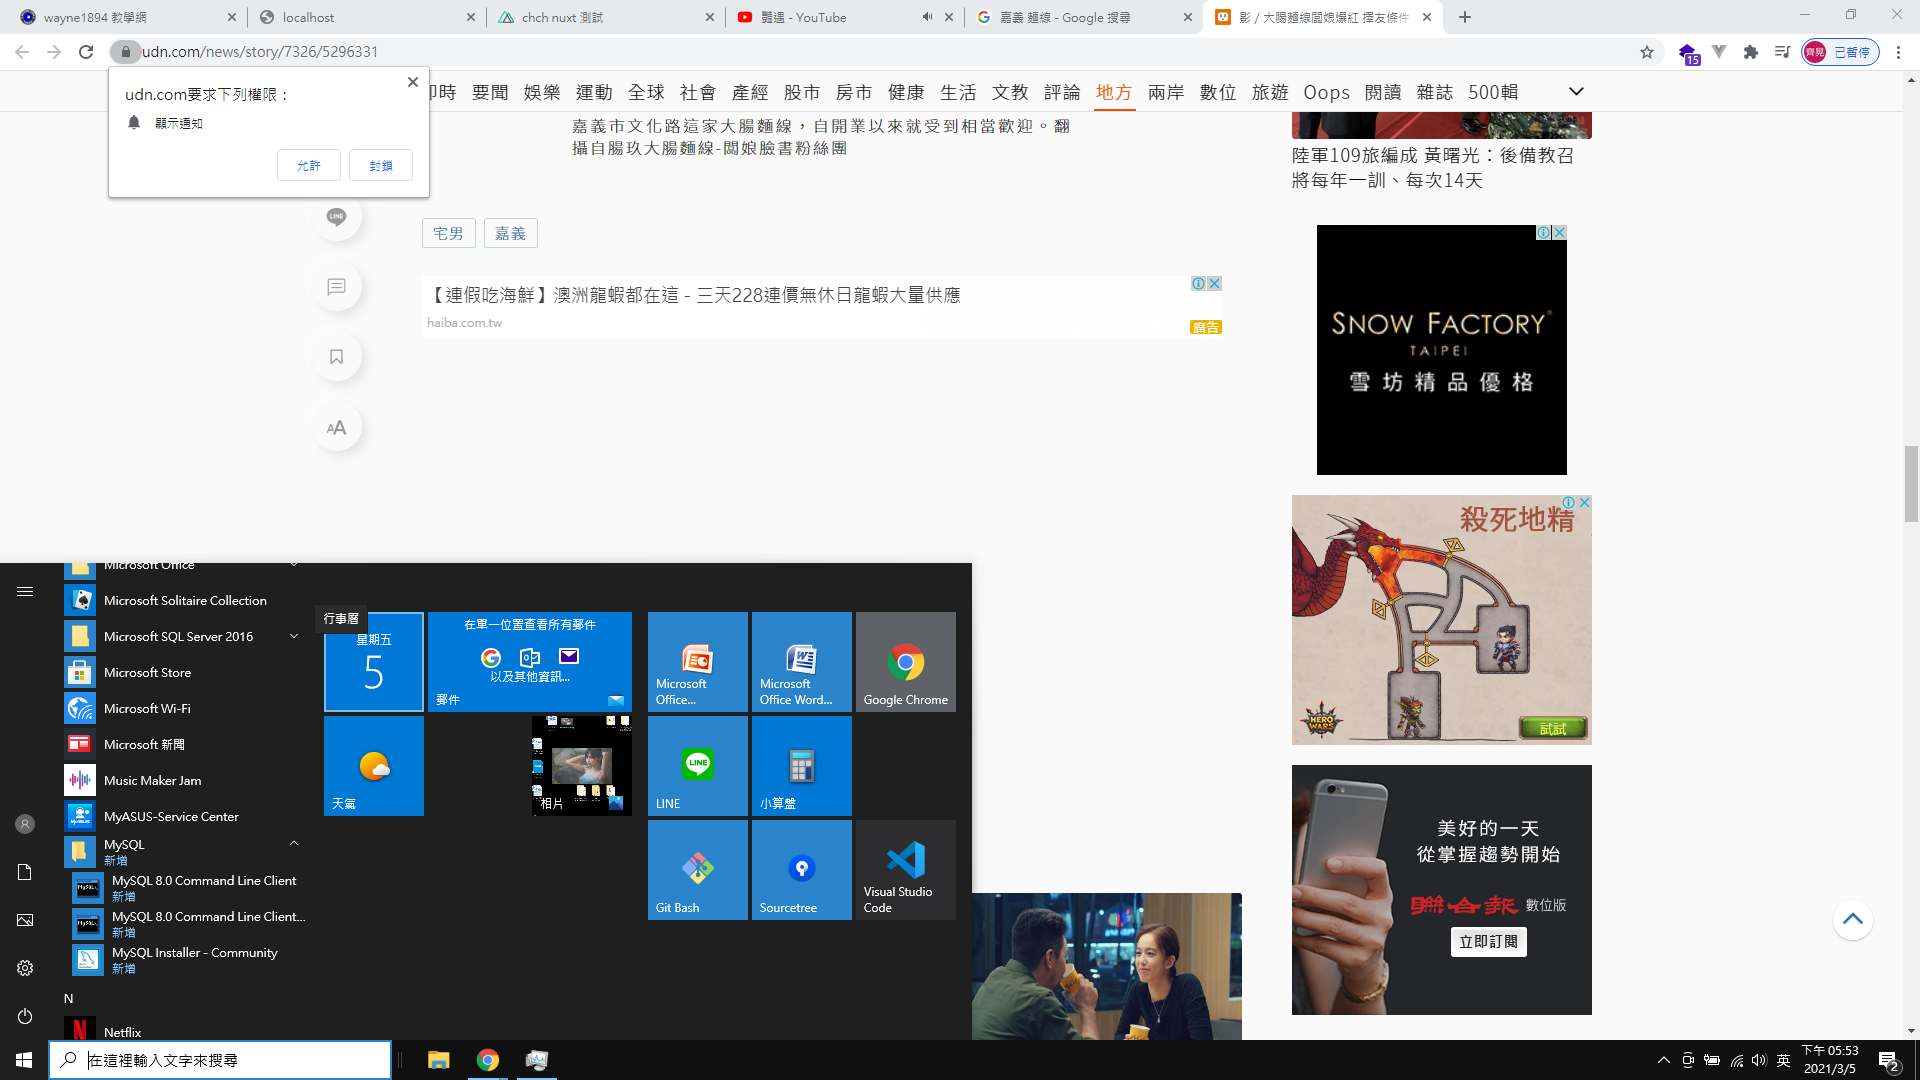 wayne1894 教學網
localhost
chch nuxt 測試
豔遇 - YouTube
嘉義 麵線 - Google 搜尋
影 / 大腸麵線闆娘爆紅 擇友條件
udn.com/news/story/7326/5296331
15
齊晃
已暫停
udn.com要求下列權限：
顯示通知
允許
封鎖
即時 要聞 娛樂 運動 全球 社會 產經 股市 房市 健康 生活 文教 評論 地方 兩岸 數位 旅遊 Oops 閱讀 雜誌 500輯
嘉義市文化路這家大腸麵線，自開業以來就受到相當歡迎。翻
攝自腸玖大腸麵線-闆娘臉書粉絲團
陸軍109旅編成 黃曙光：後備教召
將每年一訓、每次14天
LINE
宅男
嘉義
【連假吃海鮮】澳洲龍蝦都在這 - 三天228連價無休日龍蝦大量供應
haiba.com.tw
廣告
AA
SNOW FACTORY
TAIPEI
雪坊精品優格
殺死地精
HERO
WARS
試試
美好的一天
從掌握趨勢開始
聯合報 數位版
立即訂閱
Microsoft Office
Microsoft Solitaire Collection
Microsoft SQL Server 2016
Microsoft Store
Microsoft Wi-Fi
Microsoft 新聞
Music Maker Jam
MyASUS-Service Center
MySQL
新增
MySQL 8.0 Command Line Client
新增
MySQL 8.0 Command Line Client...
新增
MySQL Installer - Community
新增
N
Netflix
行事曆
星期五
5
在單一位置查看所有郵件
以及其他資訊...
郵件
天氣
相片
Microsoft
Office...
Microsoft
Office Word...
Google Chrome
LINE
LINE
小算盤
Git Bash
Sourcetree
Visual Studio
Code
在這裡輸入文字來搜尋
英
下午 05:53
2021/3/5
2